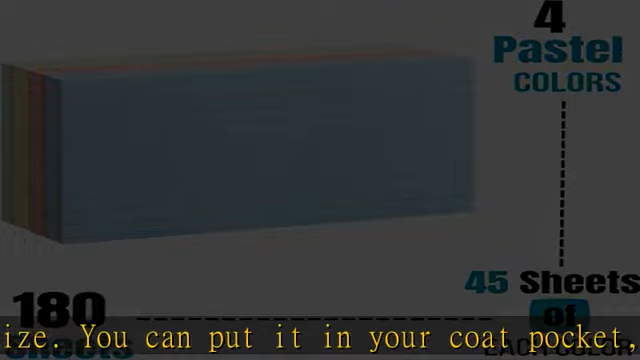 4
Pastel
COLORS
45 Sheets
of
180
ize. You can put it in your coat pocket,